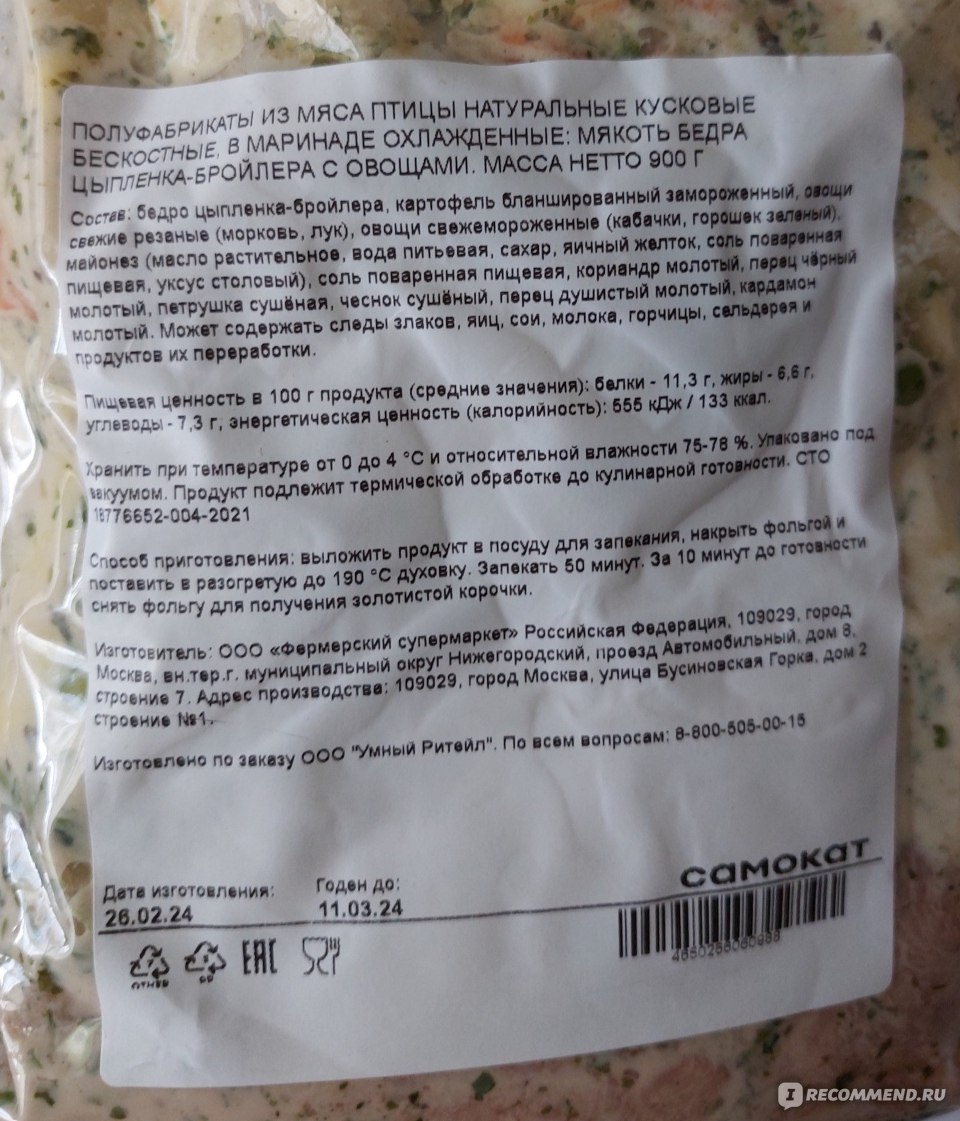 ПОЛУФАБРИКАТЫ ИЗ МЯСА ПТИЦЫ НАТУРАЛЬНЫЕ КУСКОВЫЕ
БЕСКОСТНЫЕ, В МАРИНАДЕ ОХЛАЖДЕННЫЕ: МЯКОТЬ БЕДРА
ЦЫПЛЕНКА-БРОЙЛЕРА С ОВОЩАМИ. МАССА НЕТТО 900 Г
Состав: бедро цыпленка-бройлера, картофель бланшированный замороженный, овощи
свежие резаные (морковь, лук), овощи свежемороженные (кабачки, горошек зеленый),
майонез (масло растительное, вода питьевая, сахар, яичный желток, соль поваренная
пищевая, уксус столовый), соль поваренная пищевая, кориандр молотый, перец чёрный
молотый, петрушка сушёная, чеснок сушёный, перец душистый молотый, кардамон
молотый. Может содержать следы злаков, яиц, сои, молока, горчицы, сельдерея и
продуктов их переработки.
Пищевая ценность в 100 г продукта (средние значения): белки - 11,3 г, жиры - 6,6 г,
углеводы - 7,3 г, энергетическая ценность (калорийность): 555 кДж / 133 ккал.
Хранить при температуре от 0 до 4 °С и относительной влажности 75-78 %. Упаковано под
вакуумом. Продукт подлежит термической обработке до кулинарной готовности. СТО
18776652-004-2021
Способ приготовления: выложить продукт в посуду для запекания, накрыть фольгой и
поставить в разогретую до 190 °С духовку. Запекать 50 минут. За 10 минут до готовности
снять фольгу для получения золотистой корочки.
Изготовитель: ООО «Фермерский супермаркет» Российская Федерация, 109029, город
Москва, вн.тер.г. муниципальный округ Нижегородский, проезд Автомобильный, дом 8,
строение 7. Адрес производства: 109029, город Москва, улица Бусиновская Горка, дом 2
строение №1.
Изготовлено по заказу ООО "Умный Ритейл". По всем вопросам: 8-800-505-00-15
самокат
Дата изготовления:
26.02.24
Годен до:
11.03.24
7
EAC
IRECOMMEND.RU